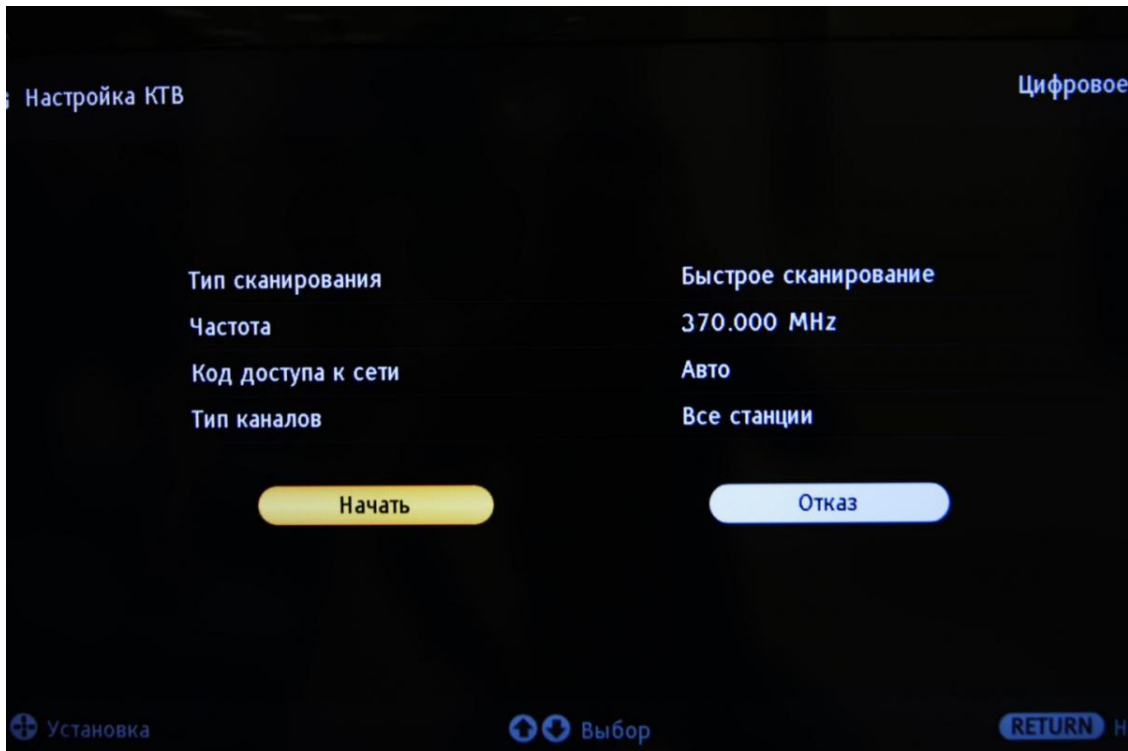 Настройка КТВ
Цифровое
Тип сканирования Быстрое сканирование
Частота 370.000 MHz
Код доступа к сети Авто
Тип каналов Все станции
Начать Отказ
Установка Выбор RETURN